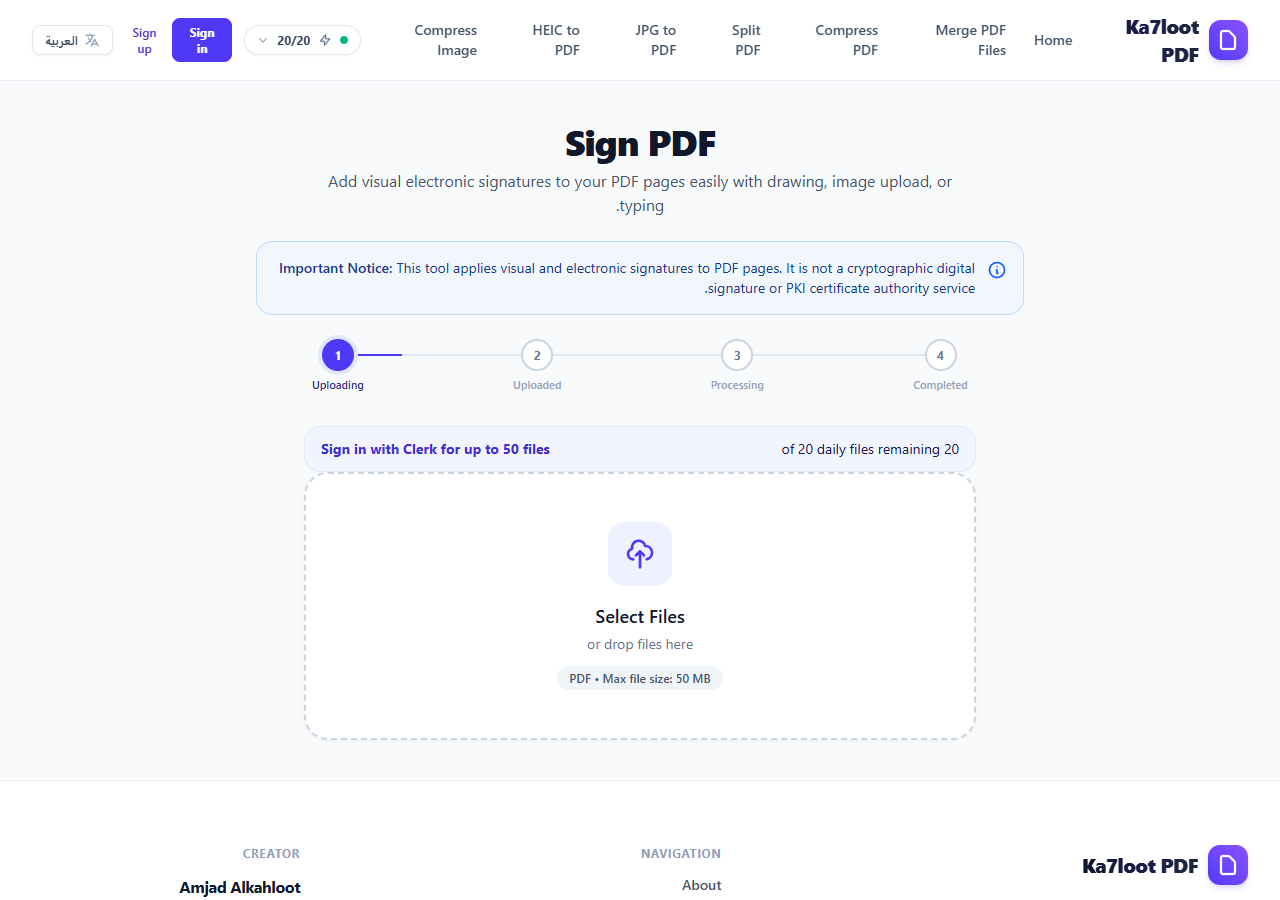 العربية
Sign up
Sign in
20/20
Compress Image
HEIC to PDF
JPG to PDF
Split PDF
Compress PDF
Merge PDF Files
Home
Ka7loot PDF
Sign PDF
Add visual electronic signatures to your PDF pages easily with drawing, image upload, or
.typing
Important Notice: This tool applies visual and electronic signatures to PDF pages. It is not a cryptographic digital
.signature or PKI certificate authority service
1
2
3
4
Uploading
Uploaded
Processing
Completed
Sign in with Clerk for up to 50 files
of 20 daily files remaining 20
Select Files
or drop files here
PDF • Max file size: 50 MB
CREATOR
Amjad Alkahloot
NAVIGATION
About
Ka7loot PDF